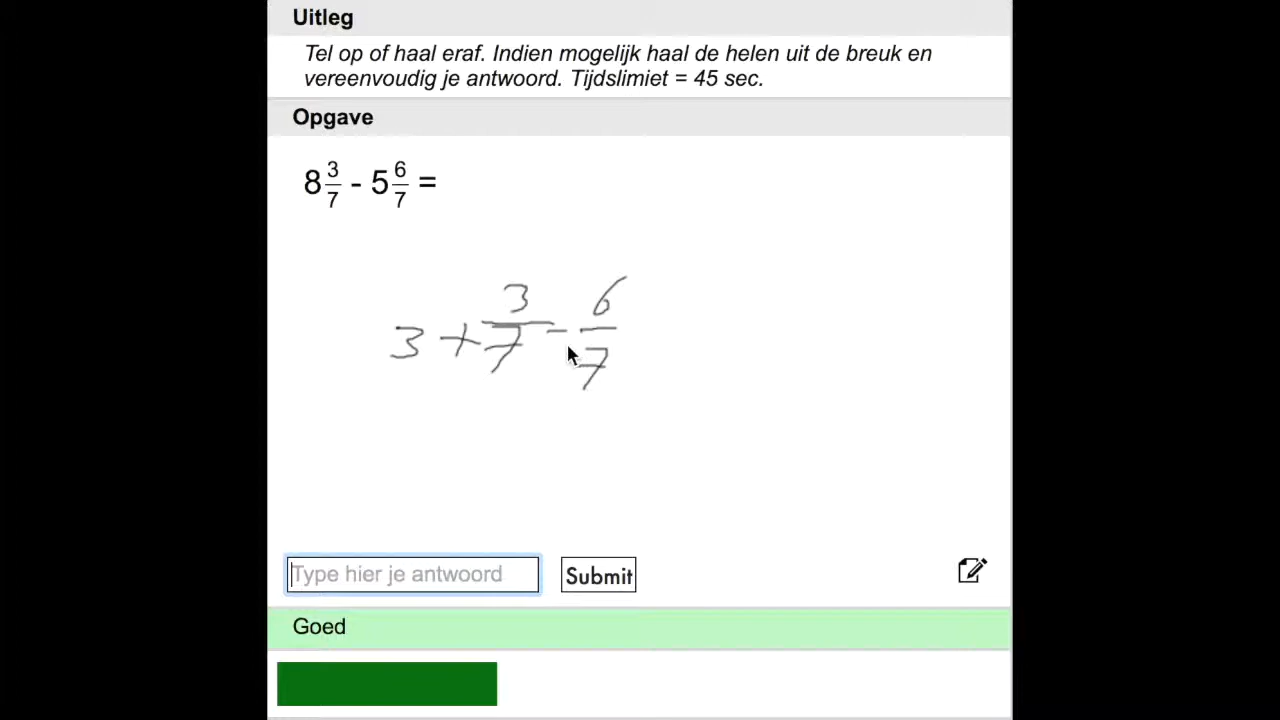 Uitleg
Tel op of haal eraf. Indien mogelijk haal de helen uit de breuk en
vereenvoudig je antwoord. Tijdslimiet = 45 sec.
Opgave
8 3/7 - 5 6/7 =
3 + 3/7 - 6/7
Type hier je antwoord
Submit
Goed